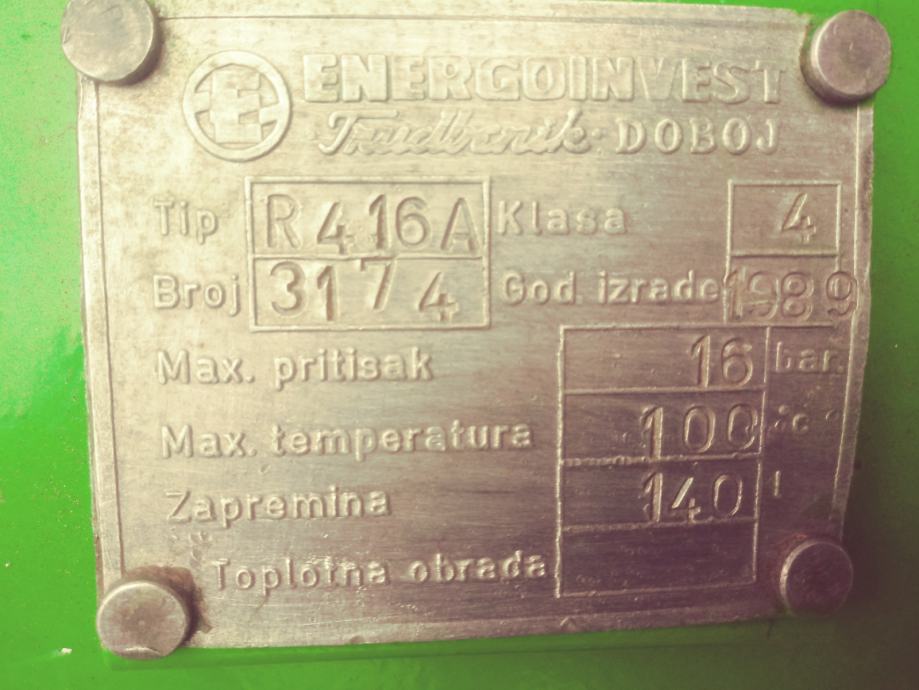 E ENERGOINVEST
Trudbenik-DOBOJ
Tip R 416A Klasa 4
Broj 3174 God. izrade 1989
Max. pritisak 16 bar.
Max. temperatura 100 °c
Zapremina 140 l
Toplotna obrada